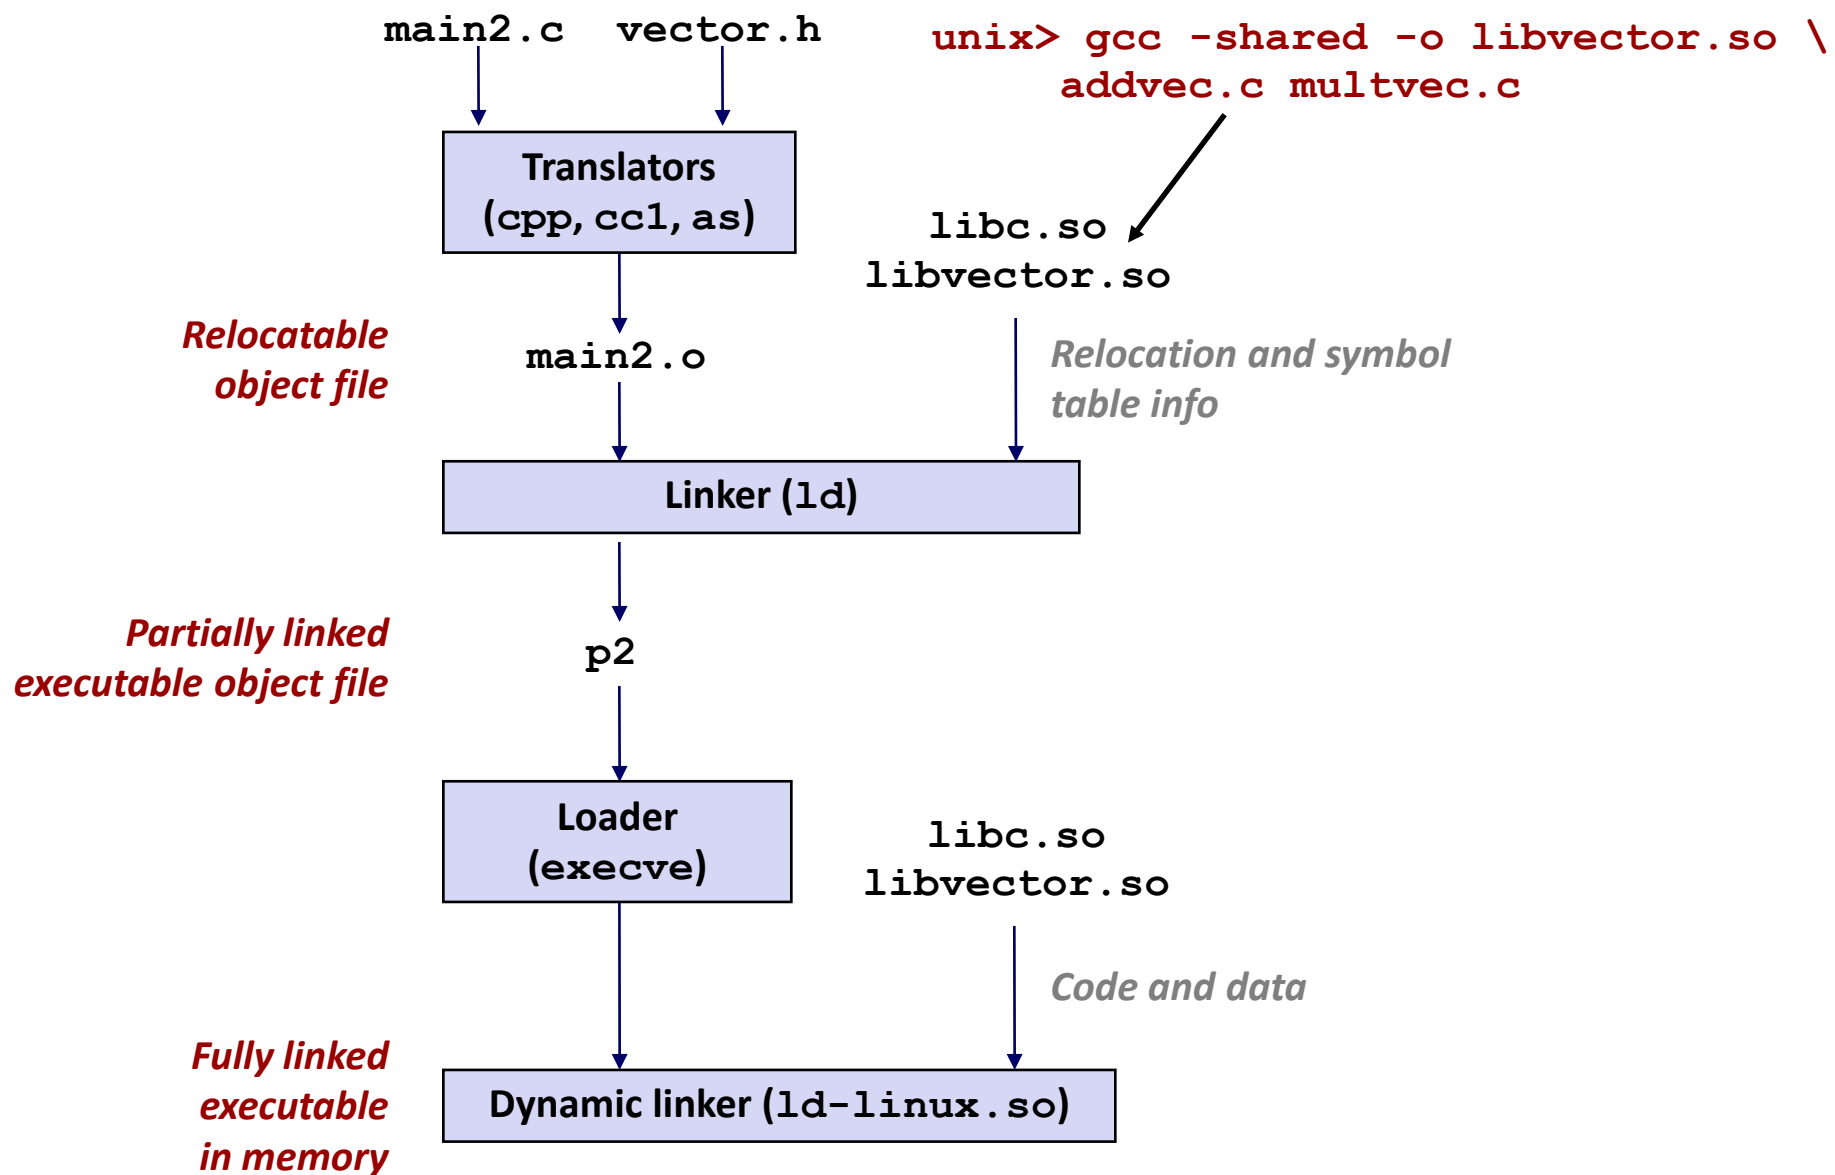 main2.c vector.h
unix> gcc -shared -o libvector.so \
addvec.c multvec.c
Translators
(cpp, cc1, as)
libc.so
libvector.so
Relocatable
object file
main2.o
Relocation and symbol
table info
Linker (ld)
Partially linked
executable object file
p2
Loader
(execve)
libc.so
libvector.so
Code and data
Fully linked
executable
in memory
Dynamic linker (ld-linux.so)